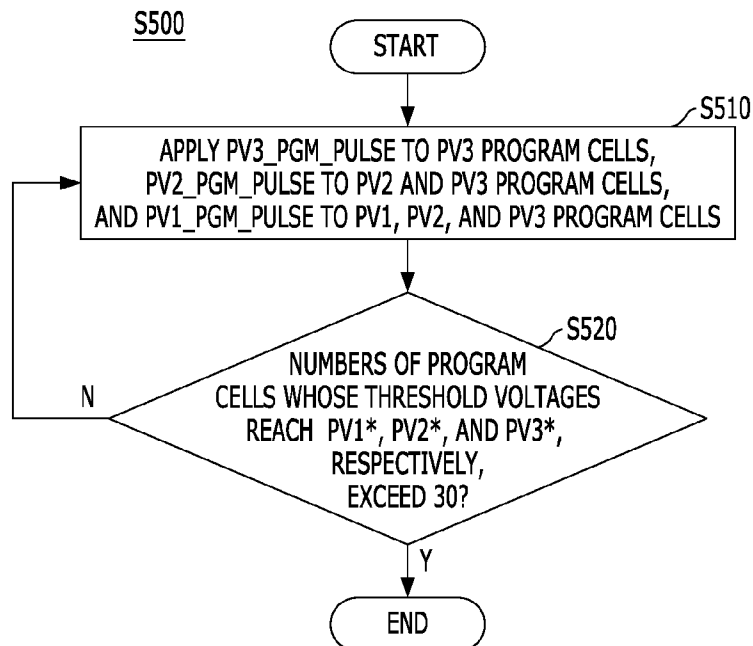 S500
START
S510
APPLY PV3_PGM_PULSE TO PV3 PROGRAM CELLS,
PV2_PGM_PULSE TO PV2 AND PV3 PROGRAM CELLS,
AND PV1_PGM_PULSE TO PV1, PV2, AND PV3 PROGRAM CELLS
S520
NUMBERS OF PROGRAM
CELLS WHOSE THRESHOLD VOLTAGES
REACH PV1*, PV2*, AND PV3*,
RESPECTIVELY,
EXCEED 30?
N
Y
END